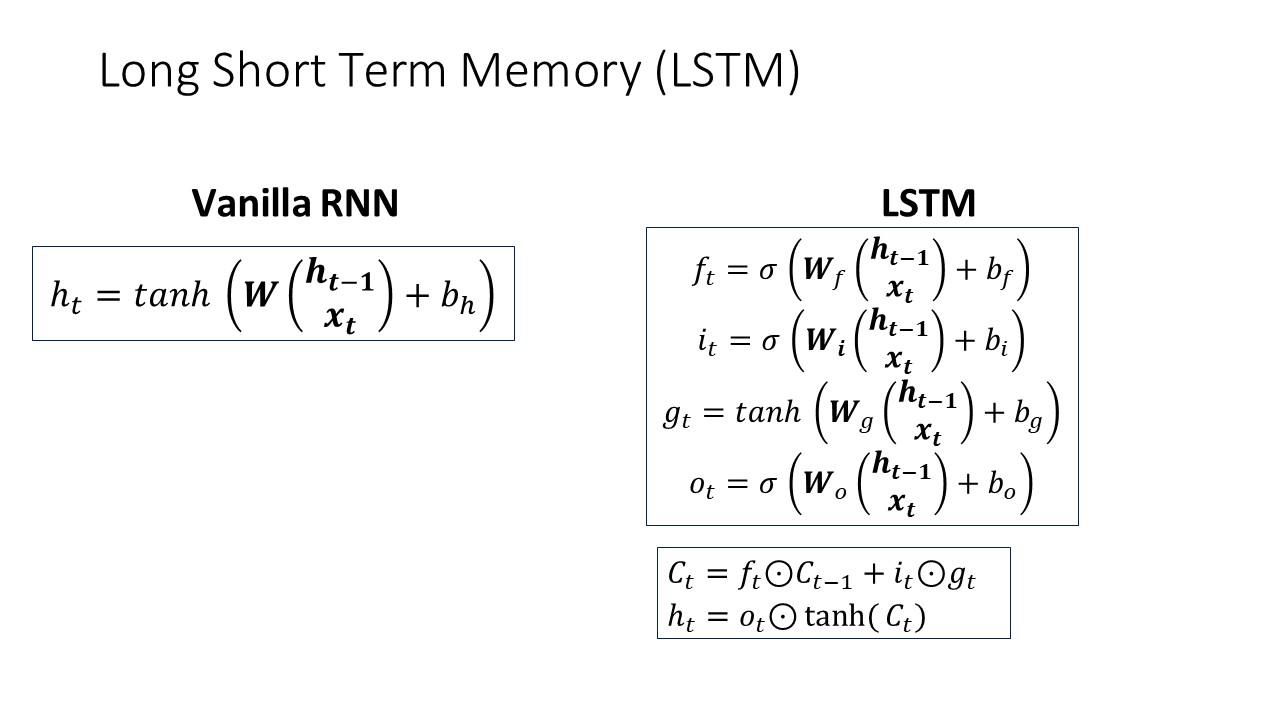 Long Short Term Memory (LSTM)
Vanilla RNN
h_t = tanh (W (h_{t−1} x_t) + b_h)
LSTM
f_t = σ (W_f (h_{t−1} x_t) + b_f)
i_t = σ (W_i (h_{t−1} x_t) + b_i)
g_t = tanh (W_g (h_{t−1} x_t) + b_g)
o_t = σ (W_o (h_{t−1} x_t) + b_o)
C_t = f_t⊙C_{t−1} + i_t⊙g_t
h_t = o_t⊙ tanh( C_t)